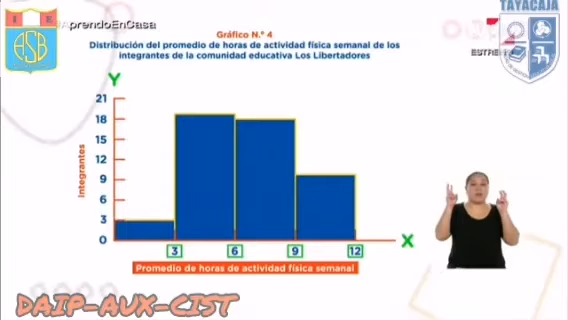 I E
ASB
#AprendoEnCasa
TAYACAJA
Gráfico N.° 4
Distribución del promedio de horas de actividad física semanal de los
integrantes de la comunidad educativa Los Libertadores
ESTRE
Y
21
18
15
12
9
6
3
0
Integrantes
3 6 9 12
X
Promedio de horas de actividad física semanal
DAIP-AUX-CIST